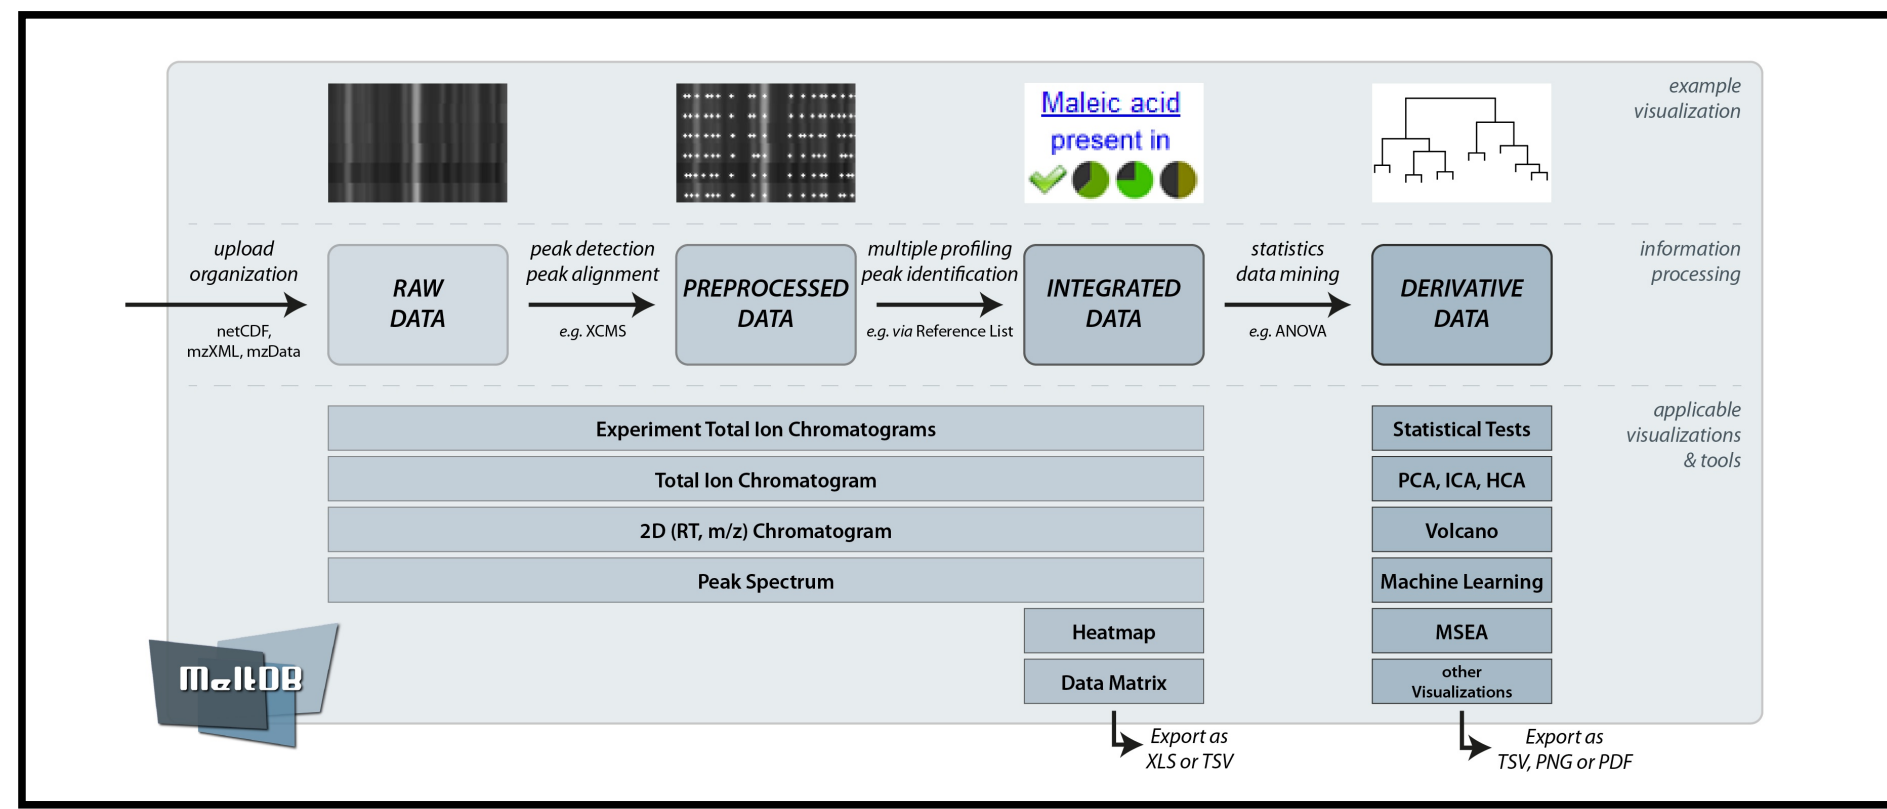 example
visualization
Maleic acid
present in
upload
organization
netCDF,
mzXML, mzData
RAW
DATA
peak detection
peak alignment
e.g. XCMS
PREPROCESSED
DATA
multiple profiling
peak identification
e.g. via Reference List
INTEGRATED
DATA
statistics
data mining
e.g. ANOVA
DERIVATIVE
DATA
information
processing
Experiment Total Ion Chromatograms
Total Ion Chromatogram
2D (RT, m/z) Chromatogram
Peak Spectrum
Heatmap
Data Matrix
Export as
XLS or TSV
Statistical Tests
PCA, ICA, HCA
Volcano
Machine Learning
MSEA
other
Visualizations
Export as
TSV, PNG or PDF
applicable
visualizations
& tools
MeltDB